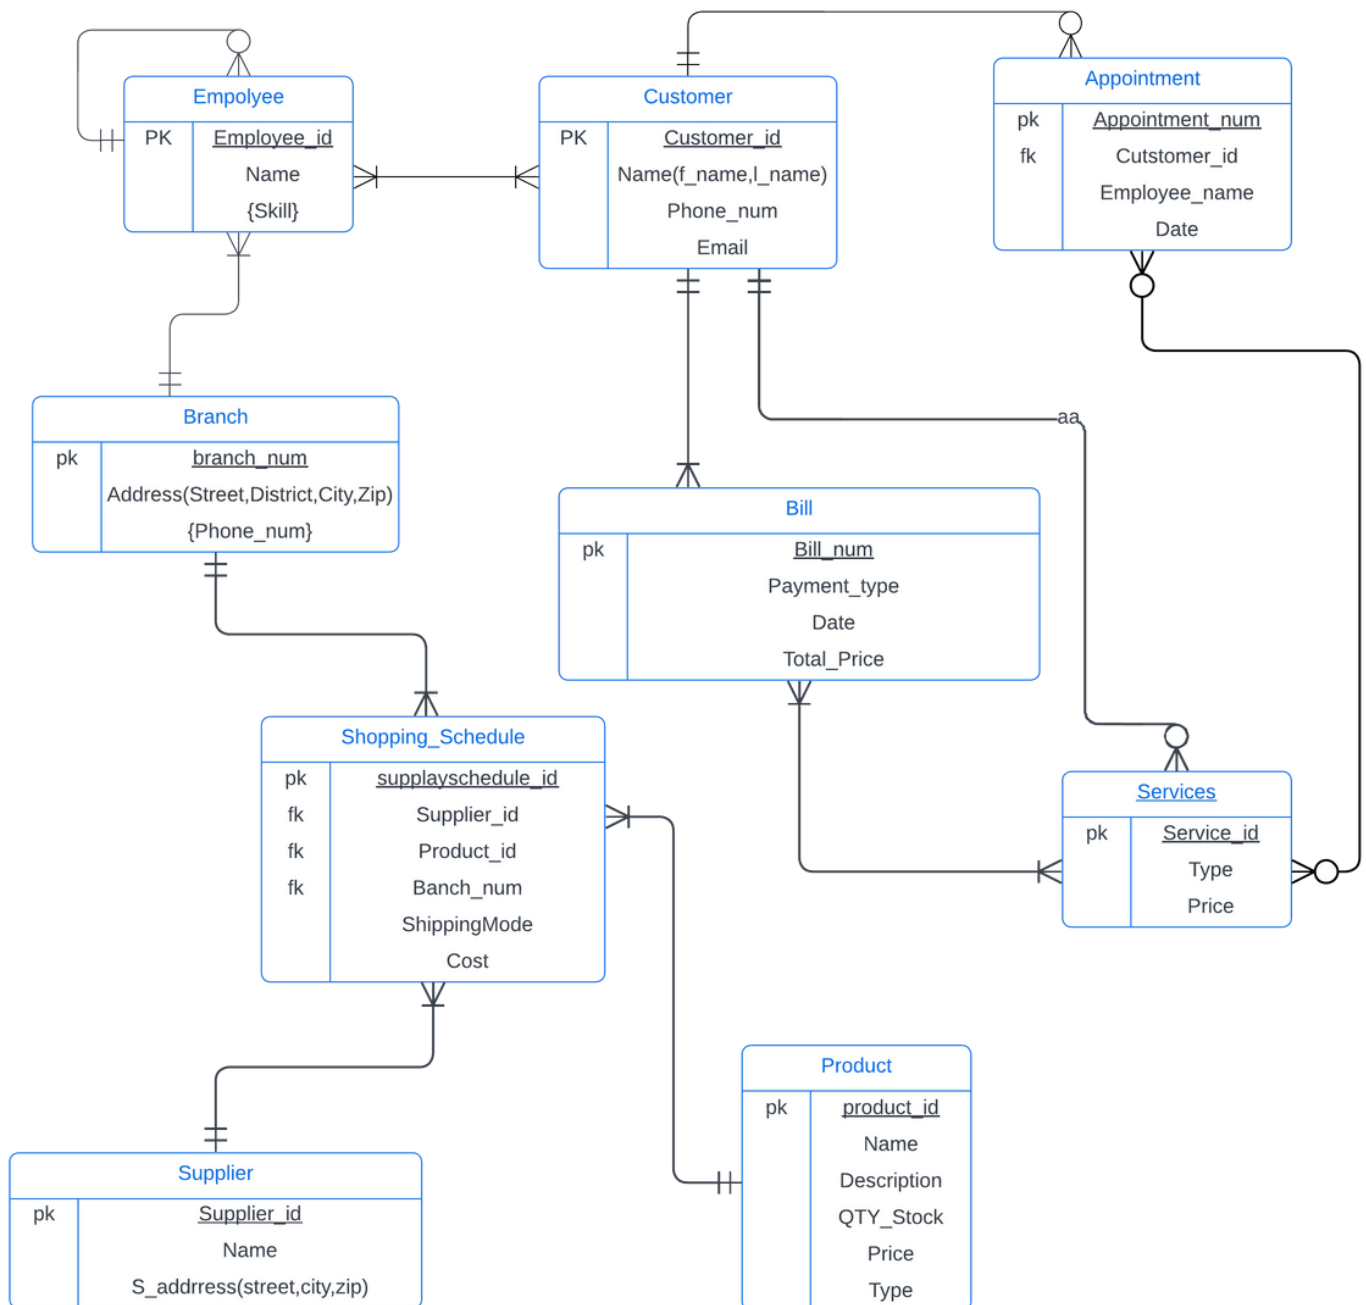 Empolyee
PK Employee_id
Name
{Skill}
Customer
PK Customer_id
Name(f_name,l_name)
Phone_num
Email
Appointment
pk Appointment_num
fk Cutstomer_id
Employee_name
Date
aa
Branch
pk branch_num
Address(Street,District,City,Zip)
{Phone_num}
Bill
pk Bill_num
Payment_type
Date
Total_Price
Shopping_Schedule
pk supplayschedule_id
fk Supplier_id
fk Product_id
fk Banch_num
ShippingMode
Cost
Services
pk Service_id
Type
Price
Product
pk product_id
Name
Description
QTY_Stock
Price
Type
Supplier
pk Supplier_id
Name
S_addrress(street,city,zip)